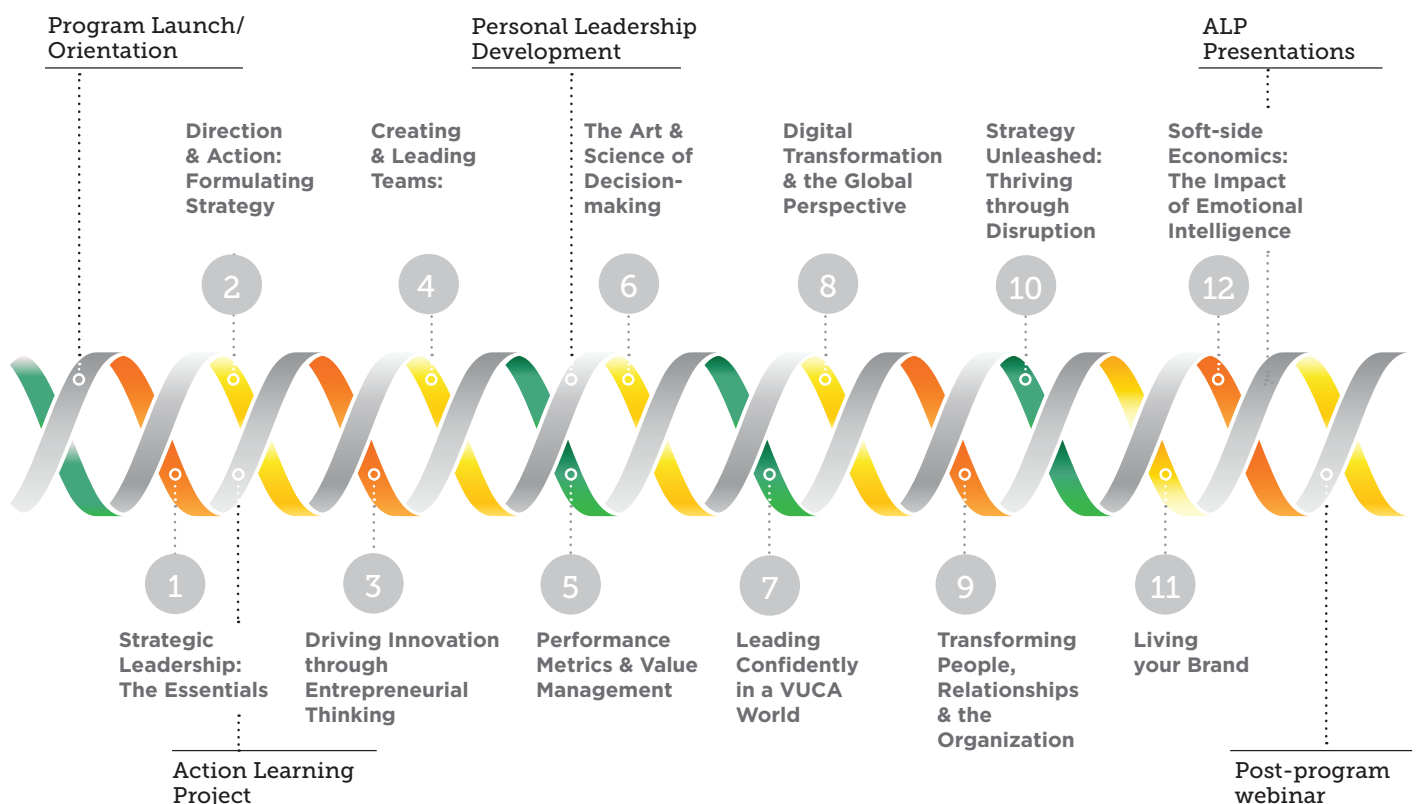 Program Launch/
Orientation
Personal Leadership
Development
ALP
Presentations
Direction
& Action:
Formulating
Strategy
Creating
& Leading
Teams:
The Art &
Science of
Decision-
making
Digital
Transformation
& the Global
Perspective
Strategy
Unleashed:
Thriving
through
Disruption
Soft-side
Economics:
The Impact
of Emotional
Intelligence
2
4
6
8
10
12
1
3
5
7
9
11
Strategic
Leadership:
The Essentials
Driving Innovation
through
Entrepreneurial
Thinking
Performance
Metrics & Value
Management
Leading
Confidently
in a VUCA
World
Transforming
People,
Relationships
& the
Organization
Living
your Brand
Action Learning
Project
Post-program
webinar